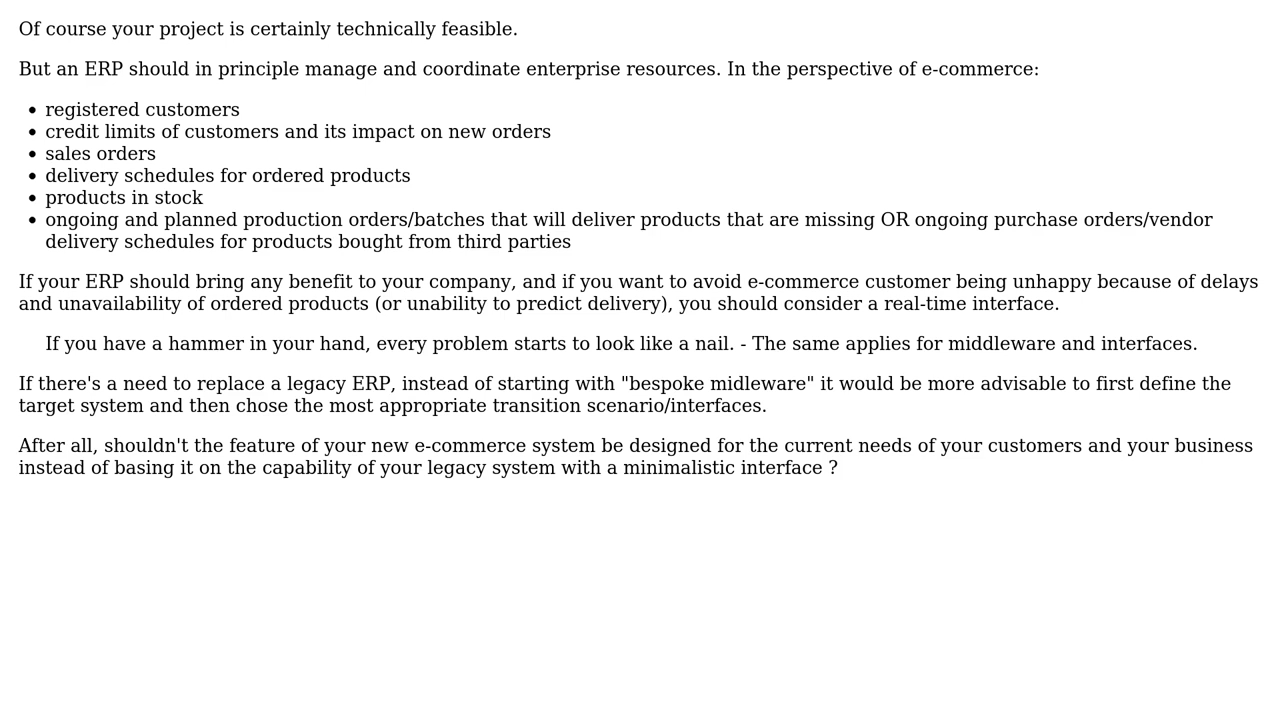 Of course your project is certainly technically feasible.
But an ERP should in principle manage and coordinate enterprise resources. In the perspective of e-commerce:
• registered customers
• credit limits of customers and its impact on new orders
• sales orders
• delivery schedules for ordered products
• products in stock
• ongoing and planned production orders/batches that will deliver products that are missing OR ongoing purchase orders/vendor
delivery schedules for products bought from third parties
If your ERP should bring any benefit to your company, and if you want to avoid e-commerce customer being unhappy because of delays
and unavailability of ordered products (or unability to predict delivery), you should consider a real-time interface.
If you have a hammer in your hand, every problem starts to look like a nail. - The same applies for middleware and interfaces.
If there's a need to replace a legacy ERP, instead of starting with "bespoke midleware" it would be more advisable to first define the
target system and then chose the most appropriate transition scenario/interfaces.
After all, shouldn't the feature of your new e-commerce system be designed for the current needs of your customers and your business
instead of basing it on the capability of your legacy system with a minimalistic interface ?